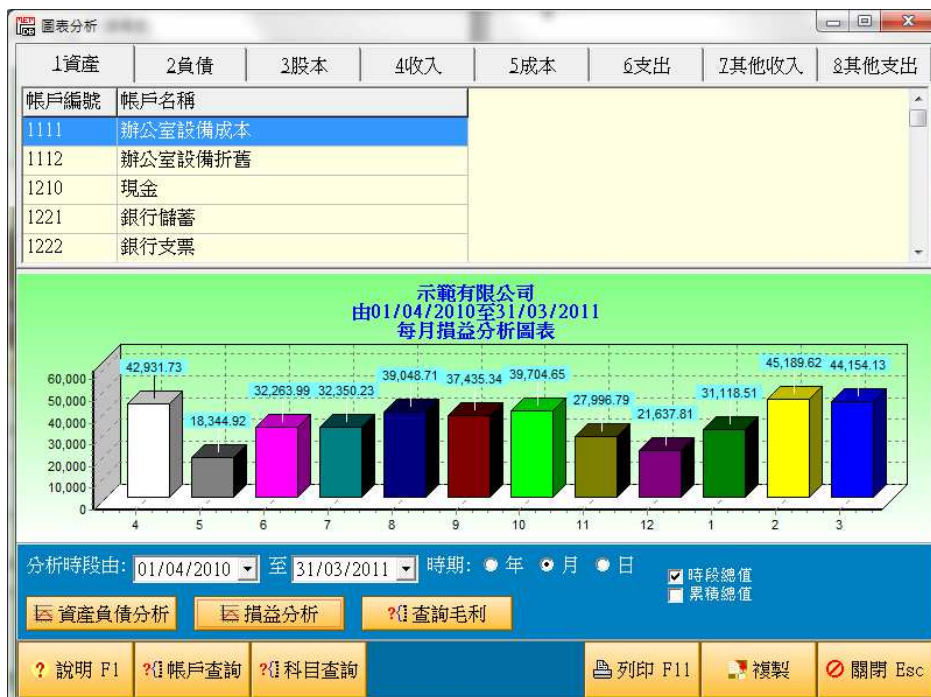 圖表分析
1資產 2負債 3股本 4收入 5成本 6支出 7其他收入 8其他支出
帳戶編號 帳戶名稱
1111 辦公室設備成本
1112 辦公室設備折舊
1210 現金
1221 銀行儲蓄
1222 銀行支票
示範有限公司
由01/04/2010至31/03/2011
每月損益分析圖表
60,000
50,000
40,000
30,000
20,000
10,000
0
42,931.73 18,344.92 32,263.99 32,350.23 39,048.71 37,435.34 39,704.65 27,996.79 21,637.81 31,118.51 45,189.62 44,154.13
4 5 6 7 8 9 10 11 12 1 2 3
分析時段由: 01/04/2010 至 31/03/2011 時期: 年 月 日
時段總值
累積總值
資產負債分析 損益分析 查詢毛利
說明 F1 帳戶查詢 科目查詢 列印 F11 複製 關閉 Esc